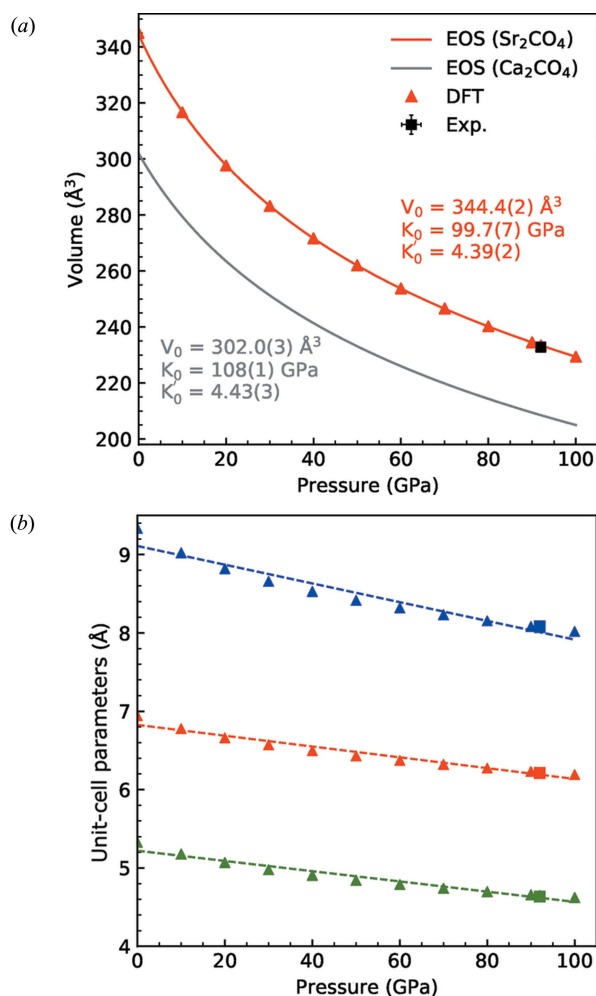 (a)
340
320
300
280
260
240
220
200
Volume (Å³)
EOS (Sr₂CO₄)
EOS (Ca₂CO₄)
DFT
Exp.
V₀ = 344.4(2) Å³
K₀ = 99.7(7) GPa
K₀′ = 4.39(2)
V₀ = 302.0(3) Å³
K₀ = 108(1) GPa
K₀′ = 4.43(3)
0 20 40 60 80 100
Pressure (GPa)
(b)
9
8
7
6
5
4
Unit-cell parameters (Å)
0 20 40 60 80 100
Pressure (GPa)